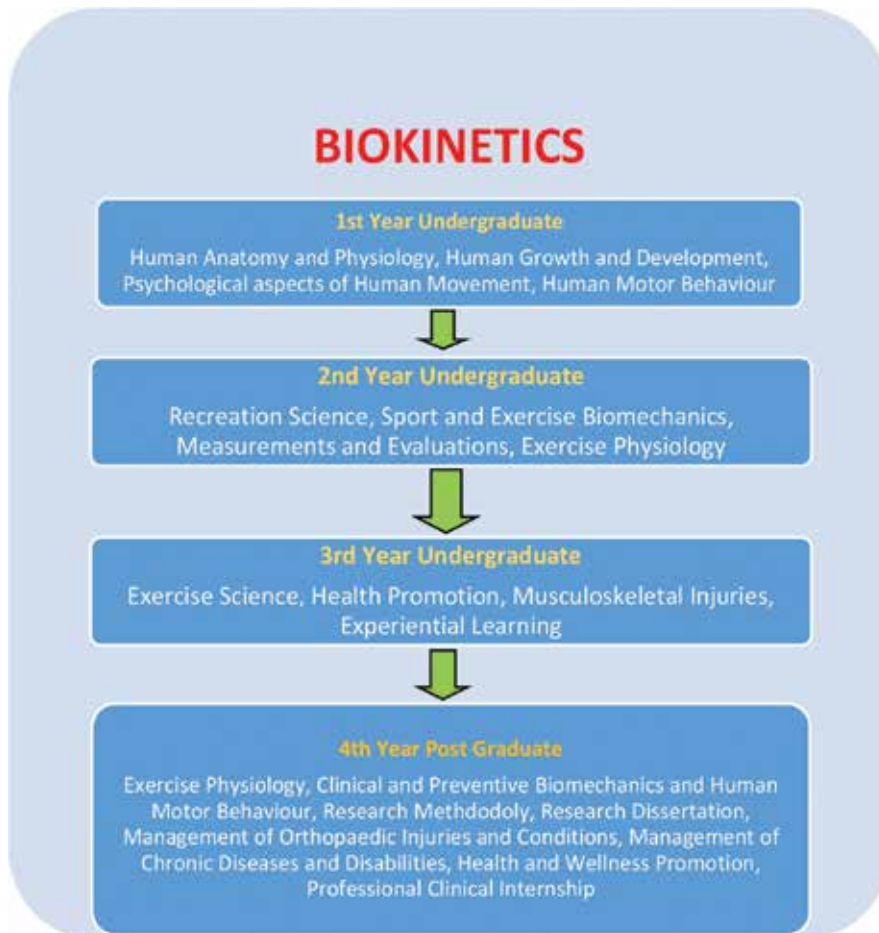 BIOKINETICS
1st Year Undergraduate
Human Anatomy and Physiology, Human Growth and Development,
Psychological aspects of Human Movement, Human Motor Behaviour
2nd Year Undergraduate
Recreation Science, Sport and Exercise Biomechanics,
Measurements and Evaluations, Exercise Physiology
3rd Year Undergraduate
Exercise Science, Health Promotion, Musculoskeletal Injuries,
Experiential Learning
4th Year Post Graduate
Exercise Physiology, Clinical and Preventive Biomechanics and Human
Motor Behaviour, Research Methdodoly, Research Dissertation,
Management of Orthopaedic Injuries and Conditions, Management of
Chronic Diseases and Disabilities, Health and Wellness Promotion,
Professional Clinical Internship